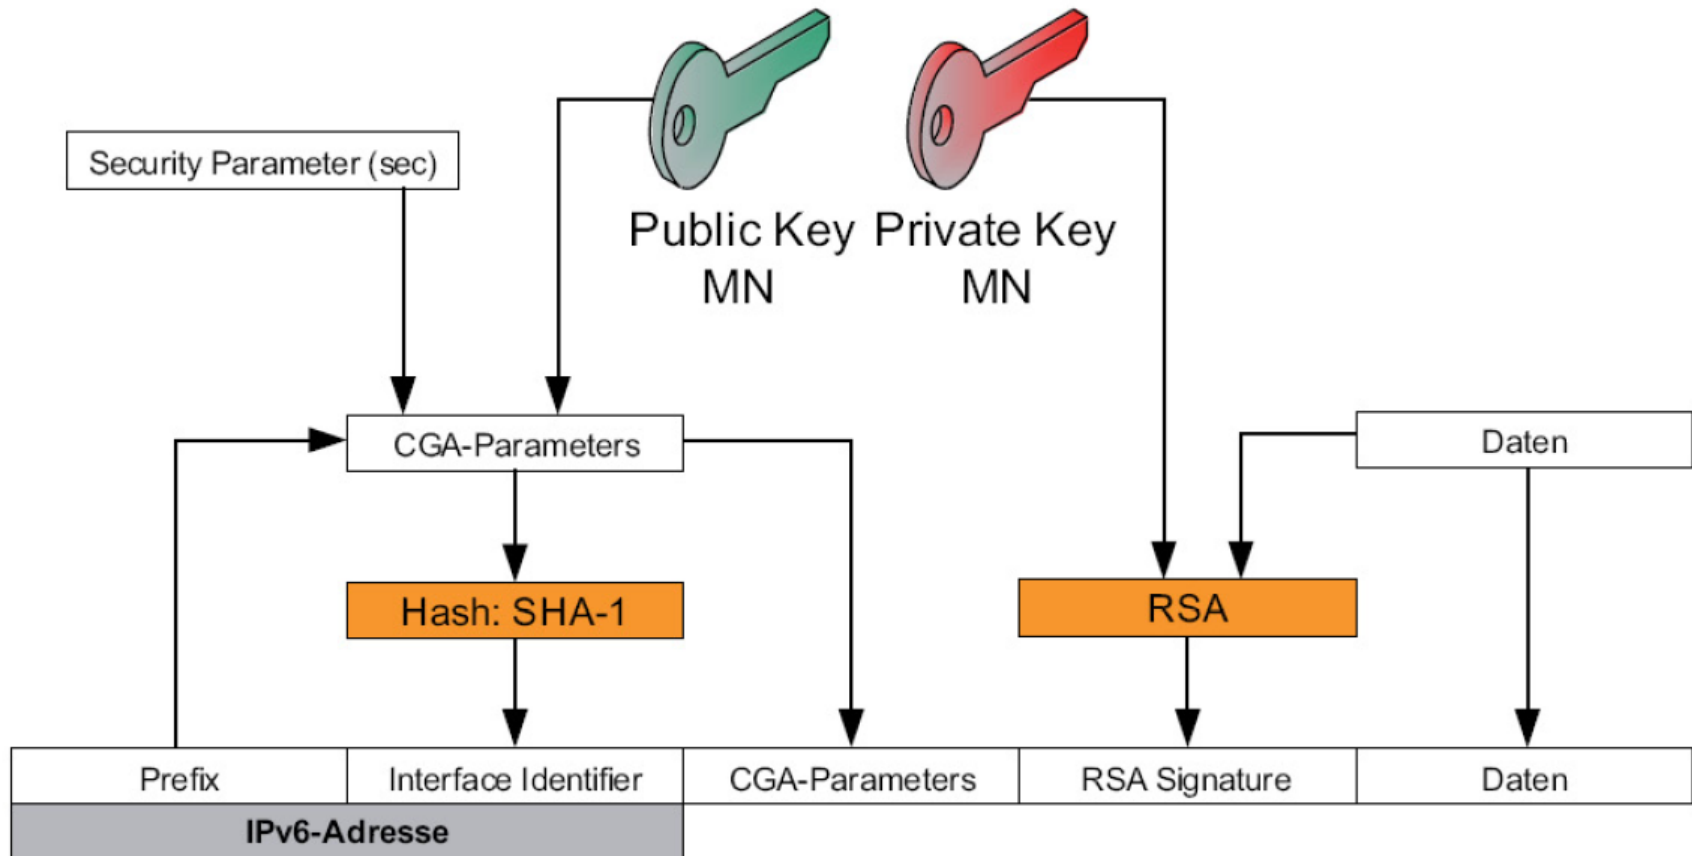 Security Parameter (sec)
Public Key
MN
Private Key
MN
CGA-Parameters
Daten
Hash: SHA-1
RSA
Prefix
Interface Identifier
CGA-Parameters
RSA Signature
Daten
IPv6-Adresse